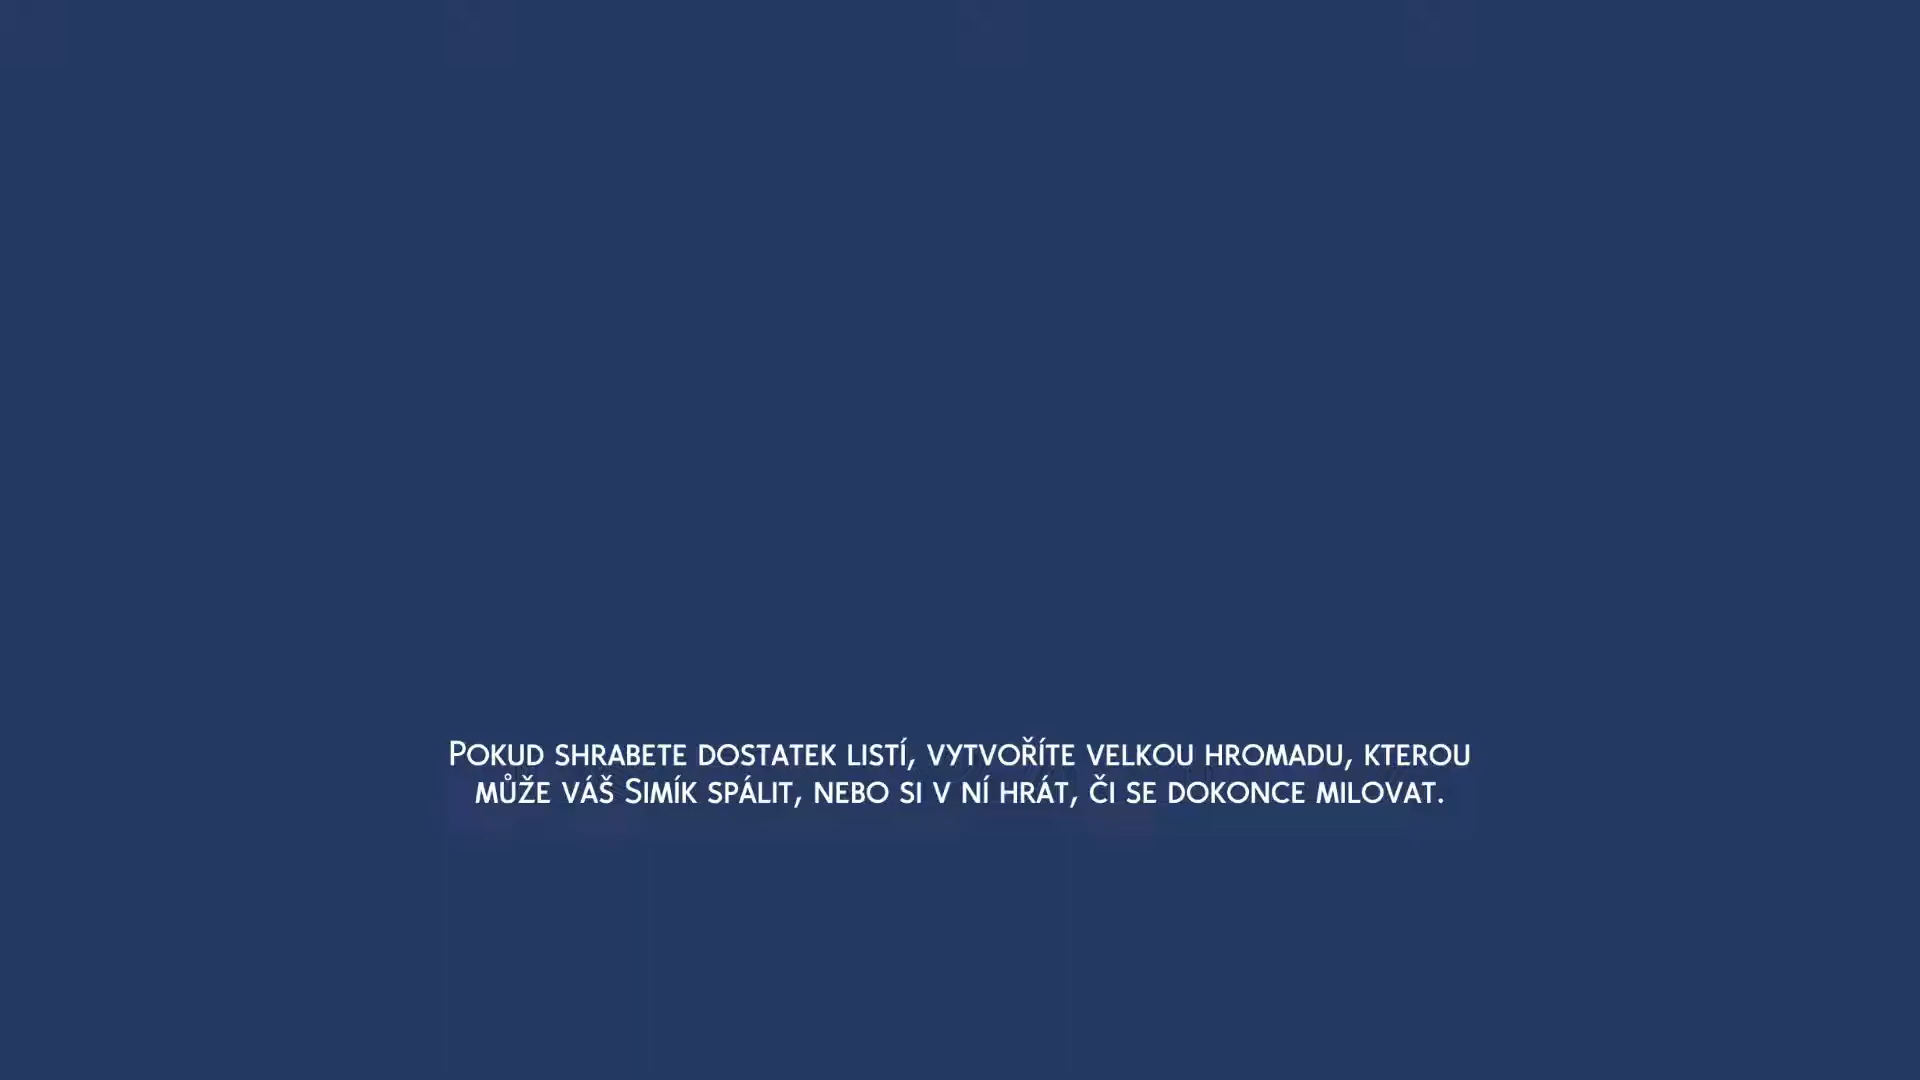 Pokud shrabete dostatek listí, vytvoříte velkou hromadu, kterou
může váš Simík spálit, nebo si v ní hrát, či se dokonce milovat.